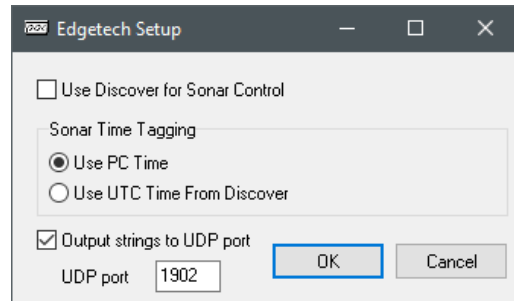 Edgetech Setup
Use Discover for Sonar Control
Sonar Time Tagging
Use PC Time
Use UTC Time From Discover
Output strings to UDP port
UDP port 1902
OK Cancel